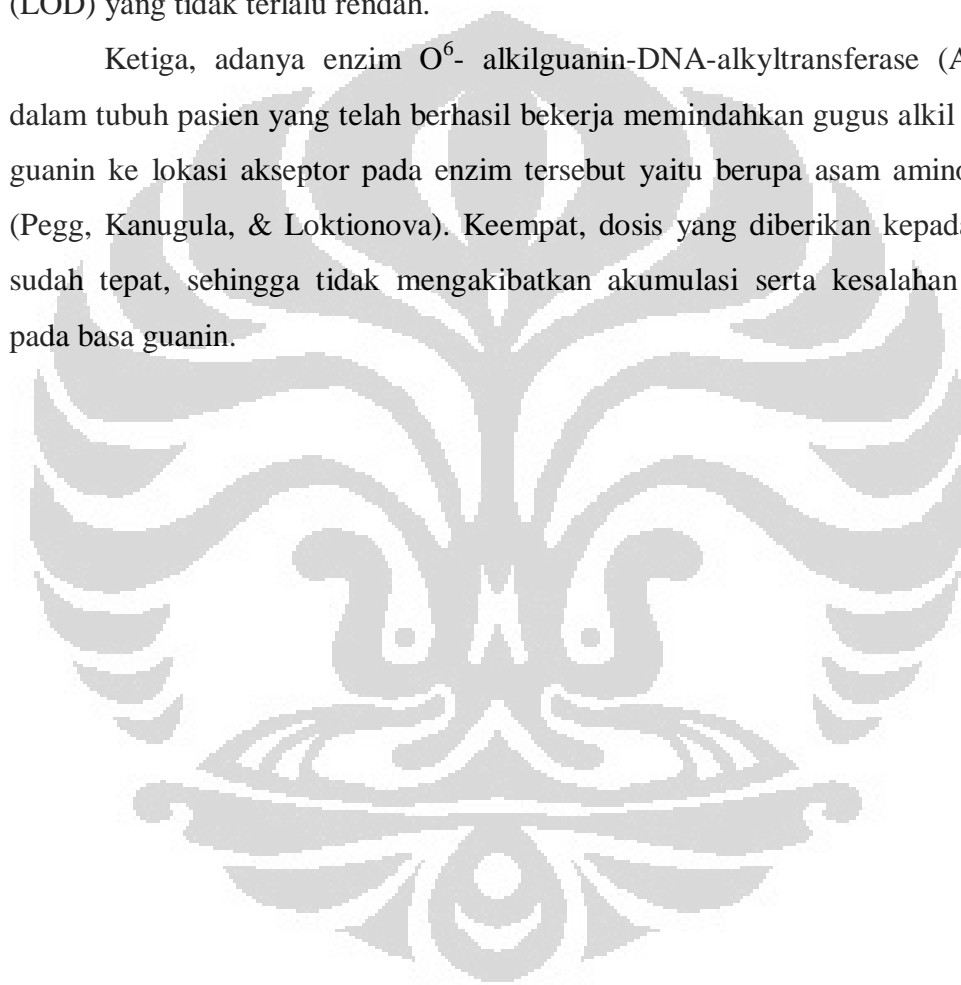 (LOD) yang tidak terlalu rendah.
Ketiga, adanya enzim O⁶- alkilguanin-DNA-alkyltransferase (A
dalam tubuh pasien yang telah berhasil bekerja memindahkan gugus alkil
guanin ke lokasi akseptor pada enzim tersebut yaitu berupa asam amino
(Pegg, Kanugula, & Loktionova). Keempat, dosis yang diberikan kepada
sudah tepat, sehingga tidak mengakibatkan akumulasi serta kesalahan
pada basa guanin.